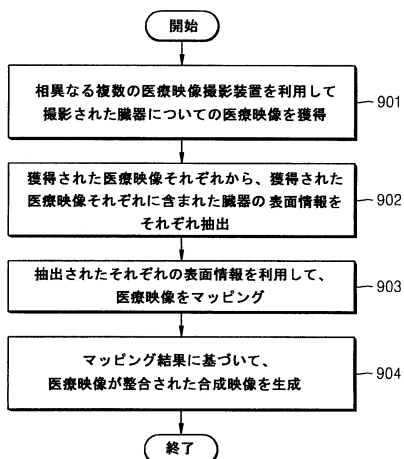 開始
相異なる複数の医療映像撮影装置を利用して
撮影された臓器についての医療映像を獲得
901
獲得された医療映像それぞれから、獲得された
医療映像それぞれに含まれた臓器の表面情報を
それぞれ抽出
902
抽出されたそれぞれの表面情報を利用して、
医療映像をマッピング
903
マッピング結果に基づいて、
医療映像が整合された合成映像を生成
904
終了